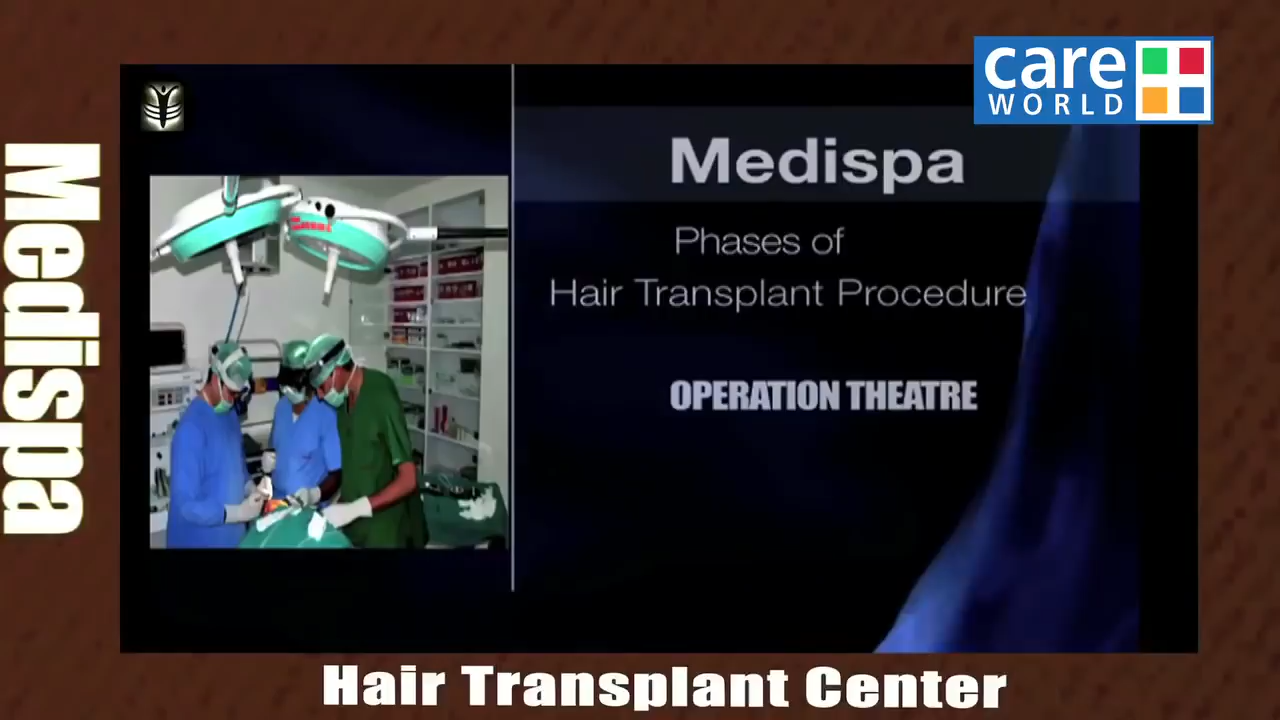 care
WORLD
Medispa
Phases of
Hair Transplant Procedure
OPERATION THEATRE
Medispa
Hair Transplant Center